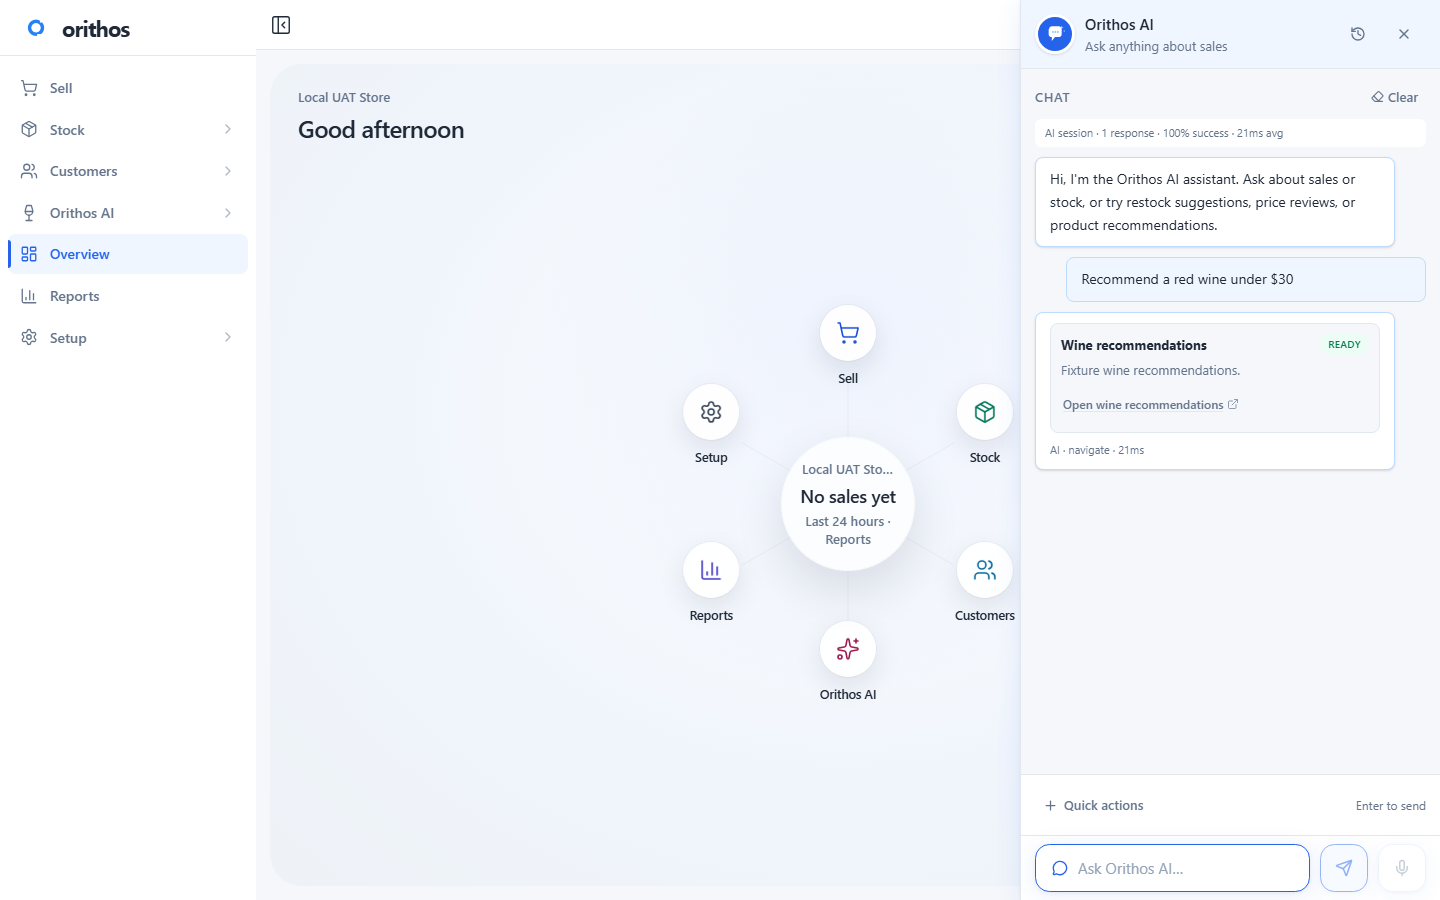 orithos
Sell
Stock
Customers
Orithos AI
Overview
Reports
Setup
Local UAT Store
Good afternoon
Sell
Setup
Stock
Local UAT Sto...
No sales yet
Last 24 hours ·
Reports
Reports
Customers
Orithos AI
Orithos AI
Ask anything about sales
CHAT
Clear
AI session · 1 response · 100% success · 21ms avg
Hi, I'm the Orithos AI assistant. Ask about sales or
stock, or try restock suggestions, price reviews, or
product recommendations.
Recommend a red wine under $30
Wine recommendations
READY
Fixture wine recommendations.
Open wine recommendations
AI · navigate · 21ms
Quick actions
Enter to send
Ask Orithos AI...